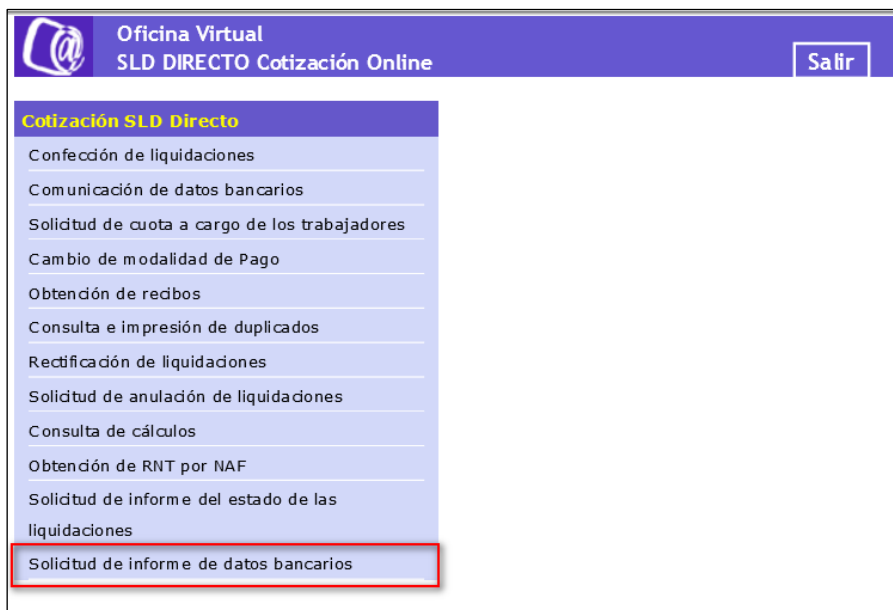 Oficina Virtual
SLD DIRECTO Cotización Online
Salir
Cotización SLD Directo
Confección de liquidaciones
Comunicación de datos bancarios
Solicitud de cuota a cargo de los trabajadores
Cambio de modalidad de Pago
Obtención de recibos
Consulta e impresión de duplicados
Rectificación de liquidaciones
Solicitud de anulación de liquidaciones
Consulta de cálculos
Obtención de RNT por NAF
Solicitud de informe del estado de las
liquidaciones
Solicitud de informe de datos bancarios